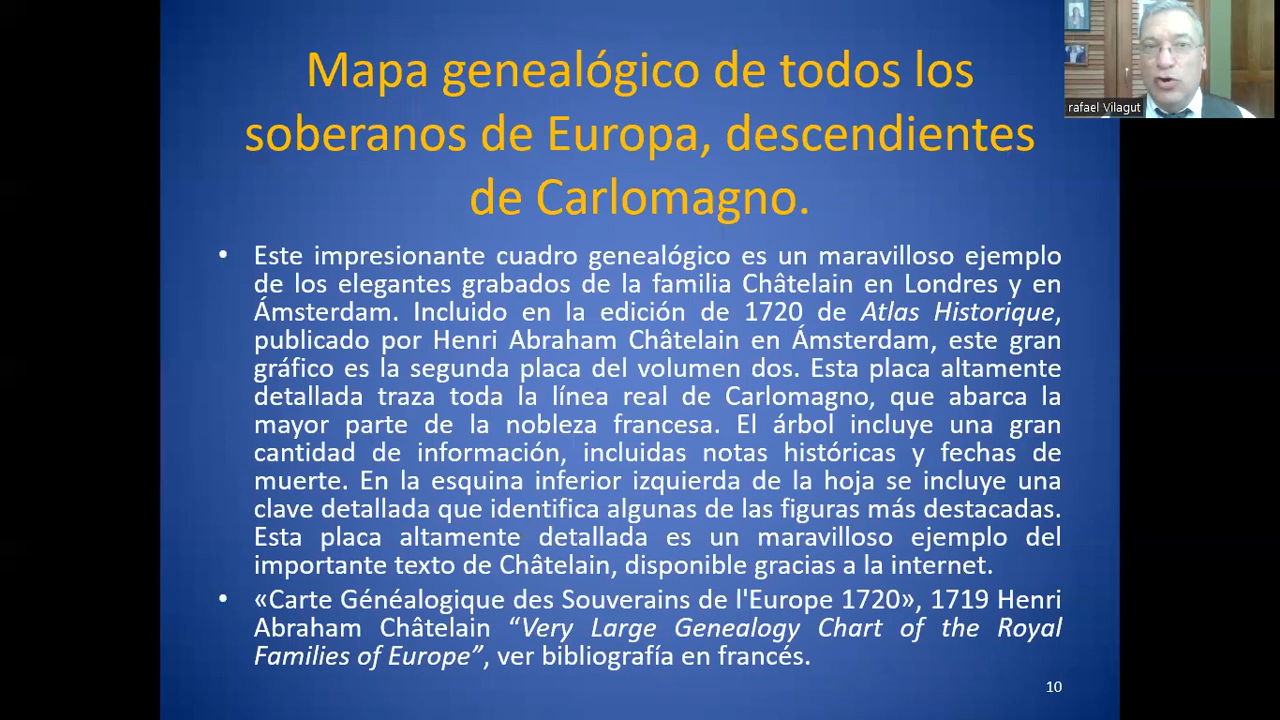 Mapa genealógico de todos los
soberanos de Europa, descendientes
de Carlomagno.
rafael Vilagut
• Este impresionante cuadro genealógico es un maravilloso ejemplo
de los elegantes grabados de la familia Châtelain en Londres y en
Ámsterdam. Incluido en la edición de 1720 de Atlas Historique,
publicado por Henri Abraham Châtelain en Ámsterdam, este gran
gráfico es la segunda placa del volumen dos. Esta placa altamente
detallada traza toda la línea real de Carlomagno, que abarca la
mayor parte de la nobleza francesa. El árbol incluye una gran
cantidad de información, incluidas notas históricas y fechas de
muerte. En la esquina inferior izquierda de la hoja se incluye una
clave detallada que identifica algunas de las figuras más destacadas.
Esta placa altamente detallada es un maravilloso ejemplo del
importante texto de Châtelain, disponible gracias a la internet.
• «Carte Généalogique des Souverains de l'Europe 1720», 1719 Henri
Abraham Châtelain “Very Large Genealogy Chart of the Royal
Families of Europe”, ver bibliografía en francés.
10